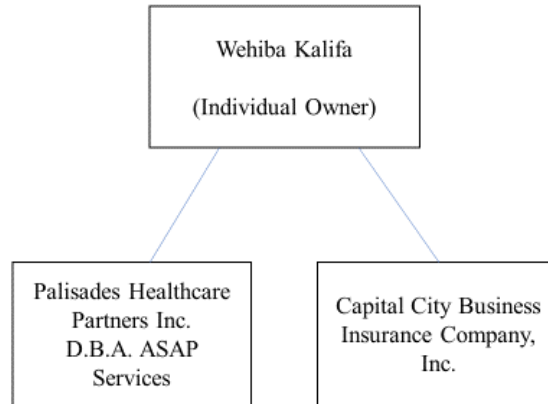 Wehiba Kalifa
(Individual Owner)
Palisades Healthcare
Partners Inc.
D.B.A. ASAP
Services
Capital City Business
Insurance Company,
Inc.